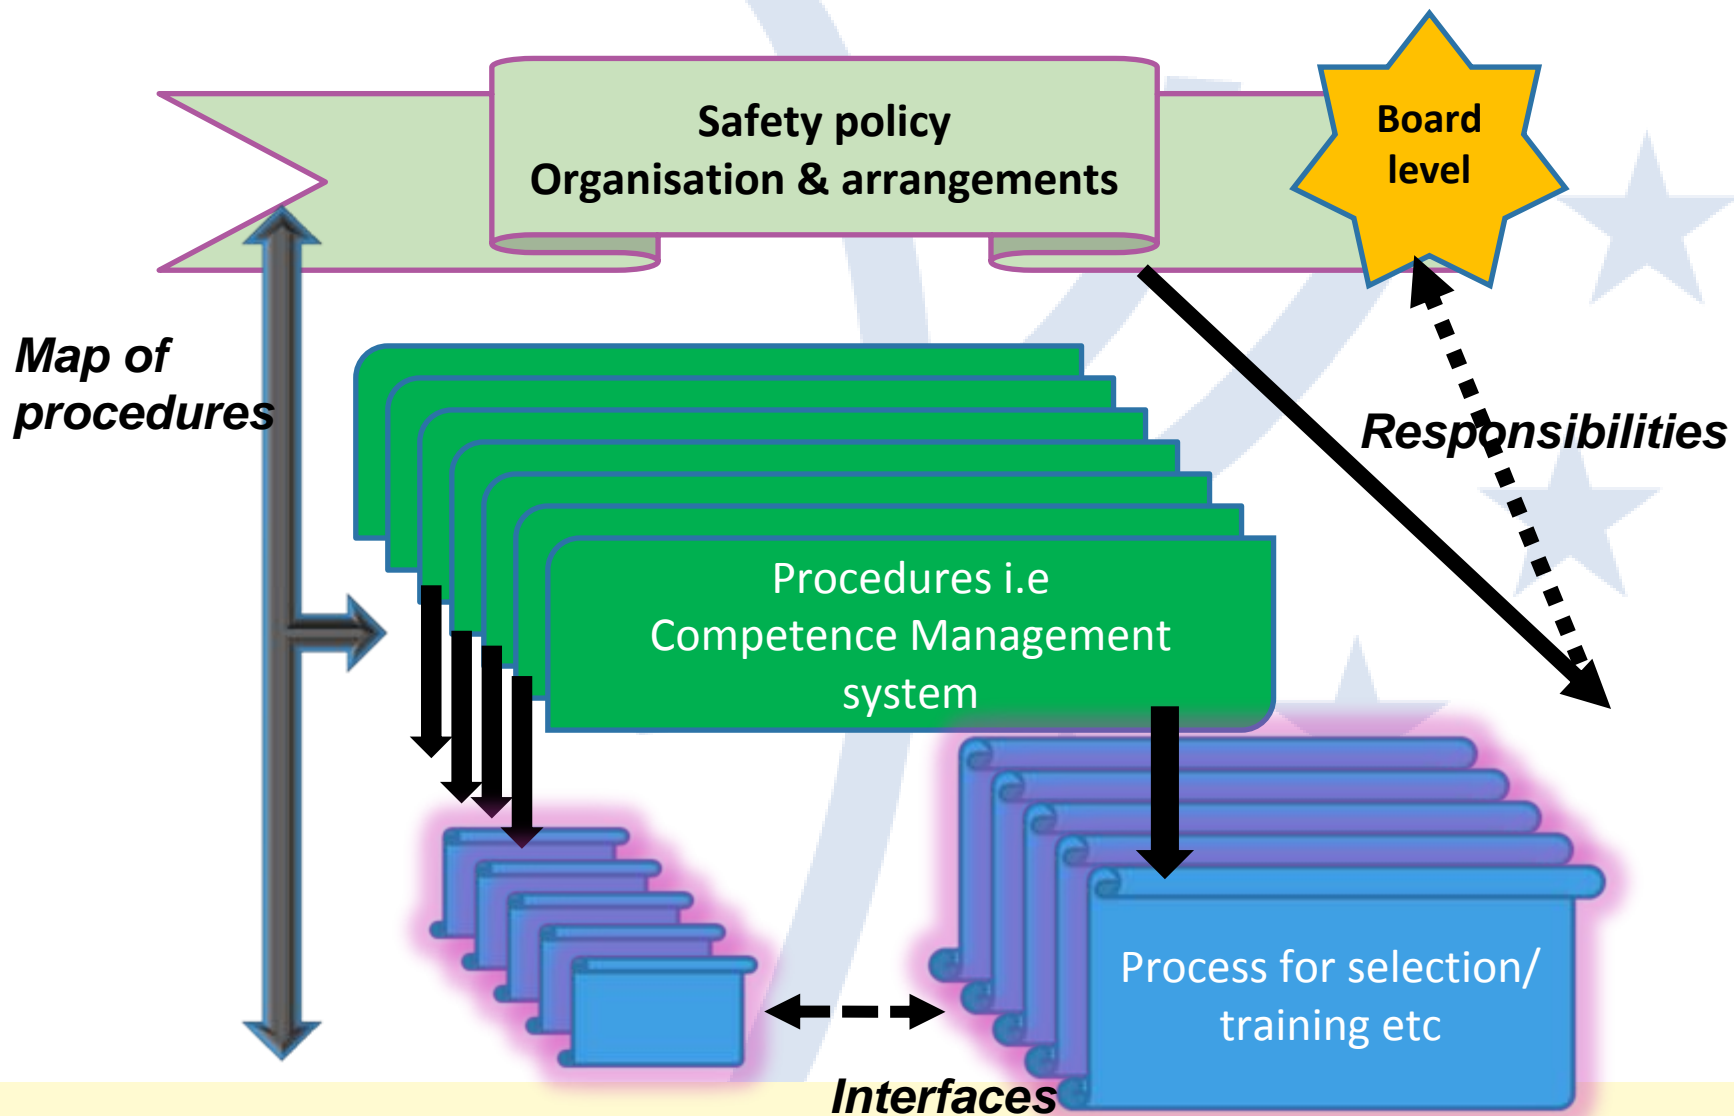 Safety policy
Organisation & arrangements
Board
level
Map of
procedures
Responsibilities
Procedures i.e
Competence Management
system
Process for selection/
training etc
Interfaces